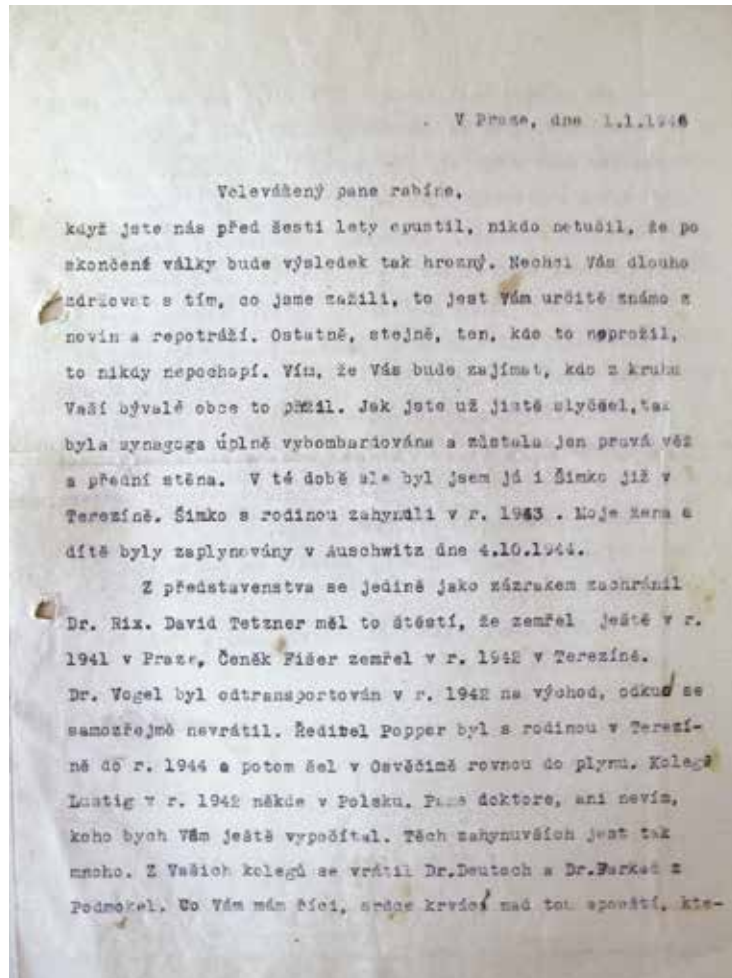 V Praze, dne 1.1.1946
Velevážený pane rabíne,
když jste nás před šesti lety opustil, nikdo netušil, že po
skončené války bude výsledek tak hrozný. Nechci Vás dlouho
zdržovat s tím, co jsme zažili, to jest Vám určitě známo z
novin a repotráží. Ostatně, stejně, ten, kdo to neprožil,
to nikdy nepochopí. Vím, že Vás bude zajímat, kdo z kruhu
Vaší bývalé obce to přžil. Jak jste už jistě slyčšel,tak
byla synagoga úplně vybombardována a zůstala jen pravá věž
a přední stěna. V té době ale byl jsem já i Šimko již v
Terezíně. Šimko s rodinou zahynuli v r. 1943 . Moje žena a
dítě byly zaplynovány v Auschwitz dne 4.10.1944.
Z představenstva se jedině jako zázrakem zachránil
Dr. Rix. David Tetzner měl to štěstí, že zemřel ještě v r.
1941 v Praze, Čeněk Fišer zemřel v r. 1942 v Terezíně.
Dr. Vogel byl odtransportován v r. 1942 na východ, odkud se
samozřejmě nevrátil. Ředitel Popper byl s rodinou v Terezí-
ně do r. 1944 a potom šel v Osvěčimě rovnou do plynu. Kolega
Lustig v r. 1942 někde v Polsku. Pane doktore, ani nevím,
koho bych Vám ještě vypočítal. Těch zahynuvších jest tak
mnoho. Z Vašich kolegů se vrátil Dr.Deutsch a Dr.Farkaš z
Podmokel. Co Vám mám říci, srdce krvácí nad tou spouští, kte-